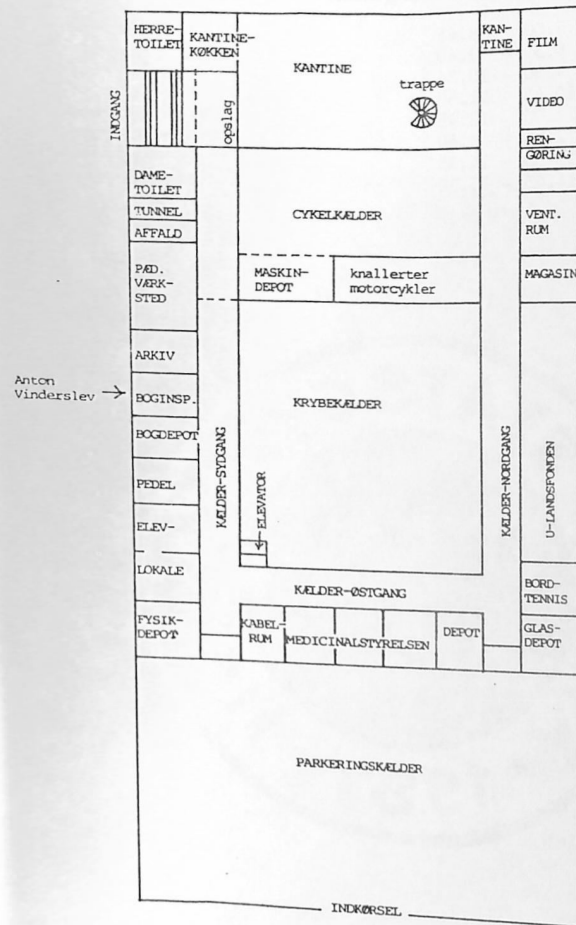 HERRE-
TOILET
KANTINE-
KØKKEN
KANTINE
trappe
KAN-
TINE
FILM
INDGANG
opslag
VIDEO
REN-
GØRING
DAME-
TOILET
TUNNEL
AFFALD
CYKELKÆLDER
VENT.
RUM
PÆD.
VÆRK-
STED
MASKIN-
DEPOT
knallerter
motorcykler
MAGASIN
ARKIV
Anton
Vinderslev
BOGINSP.
KRYBEKÆLDER
BOGDEPOT
KÆLDER-SYDGANG
KÆLDER-NORDGANG
U-LANDSFONDEN
PEDEL
ELEVATOR
ELEV-
LOKALE
KÆLDER-ØSTGANG
BORD-
TENNIS
FYSIK-
DEPOT
KABEL-
RUM
MEDICINALSTYRELSEN
DEPOT
GLAS-
DEPOT
PARKERINGSKÆLDER
INDKØRSEL